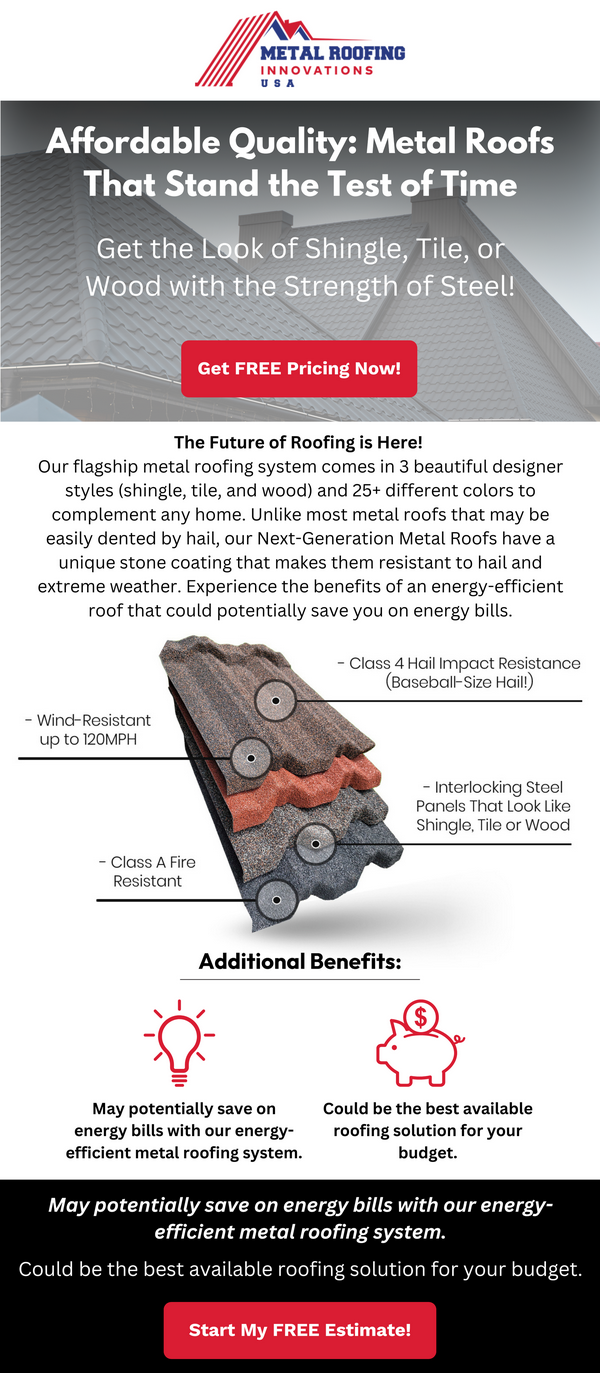 METAL ROOFING
INNOVATIONS
USA
Affordable Quality: Metal Roofs
That Stand the Test of Time
Get the Look of Shingle, Tile, or
Wood with the Strength of Steel!
Get FREE Pricing Now!
The Future of Roofing is Here!
Our flagship metal roofing system comes in 3 beautiful designer
styles (shingle, tile, and wood) and 25+ different colors to
complement any home. Unlike most metal roofs that may be
easily dented by hail, our Next-Generation Metal Roofs have a
unique stone coating that makes them resistant to hail and
extreme weather. Experience the benefits of an energy-efficient
roof that could potentially save you on energy bills.
- Class 4 Hail Impact Resistance
(Baseball-Size Hail!)
- Wind-Resistant
up to 120MPH
- Interlocking Steel
Panels That Look Like
Shingle, Tile or Wood
- Class A Fire
Resistant
Additional Benefits:
$
May potentially save on
energy bills with our energy-
efficient metal roofing system.
Could be the best available
roofing solution for your
budget.
May potentially save on energy bills with our energy-
efficient metal roofing system.
Could be the best available roofing solution for your budget.
Start My FREE Estimate!